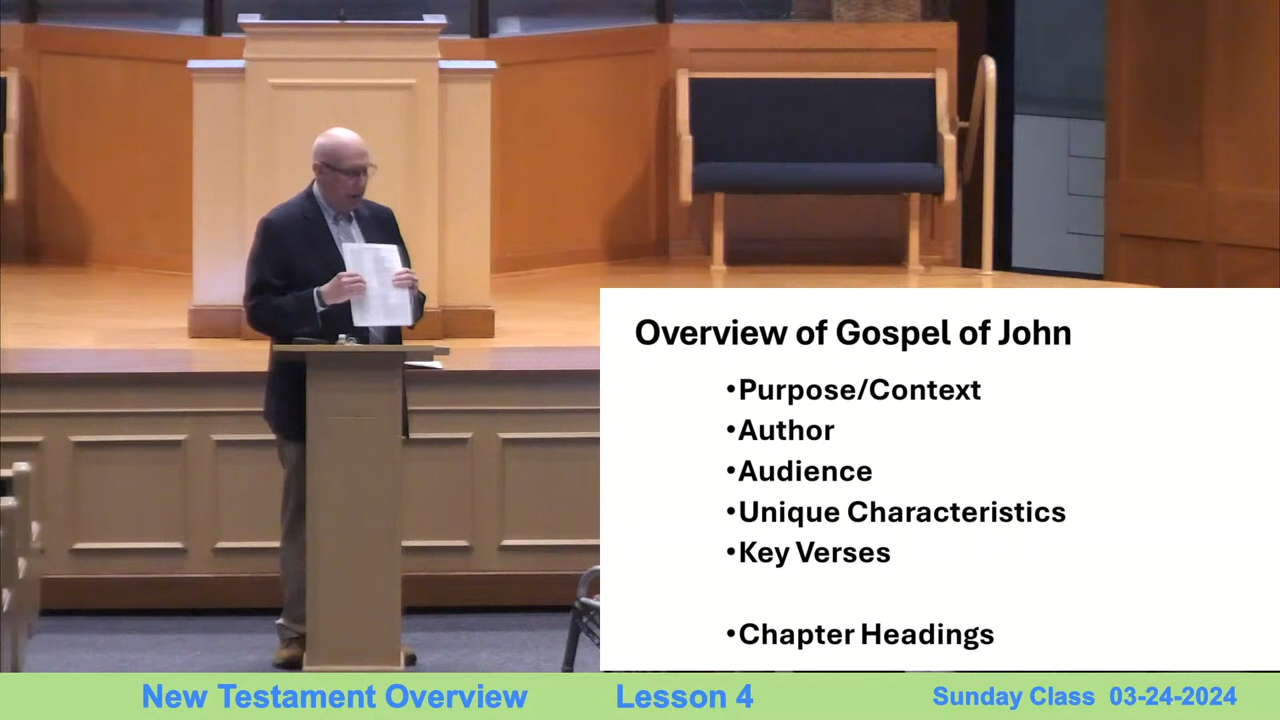 Overview of Gospel of John
•Purpose/Context
•Author
•Audience
•Unique Characteristics
•Key Verses
•Chapter Headings
New Testament Overview Lesson 4 Sunday Class 03-24-2024